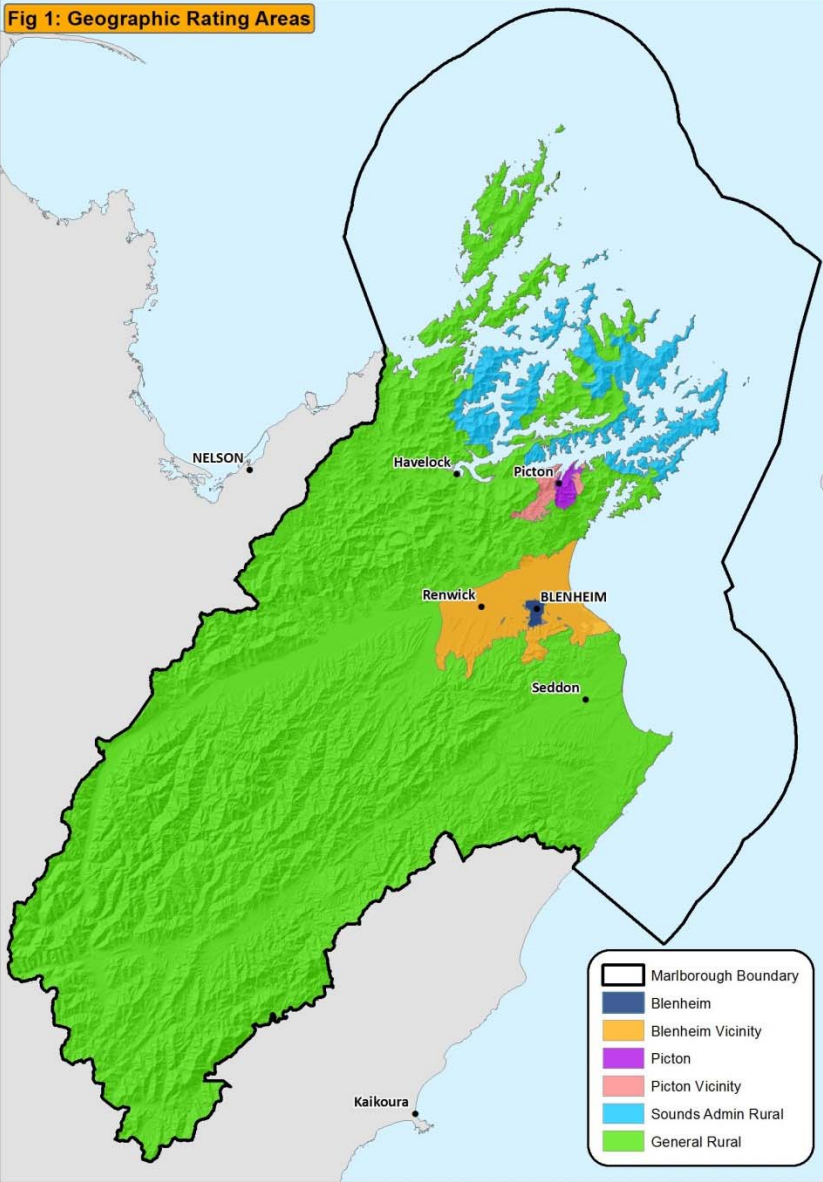 Fig 1: Geographic Rating Areas
NELSON
Havelock
Picton
Renwick
BLENHEIM
Seddon
Kaikoura
Marlborough Boundary
Blenheim
Blenheim Vicinity
Picton
Picton Vicinity
Sounds Admin Rural
General Rural